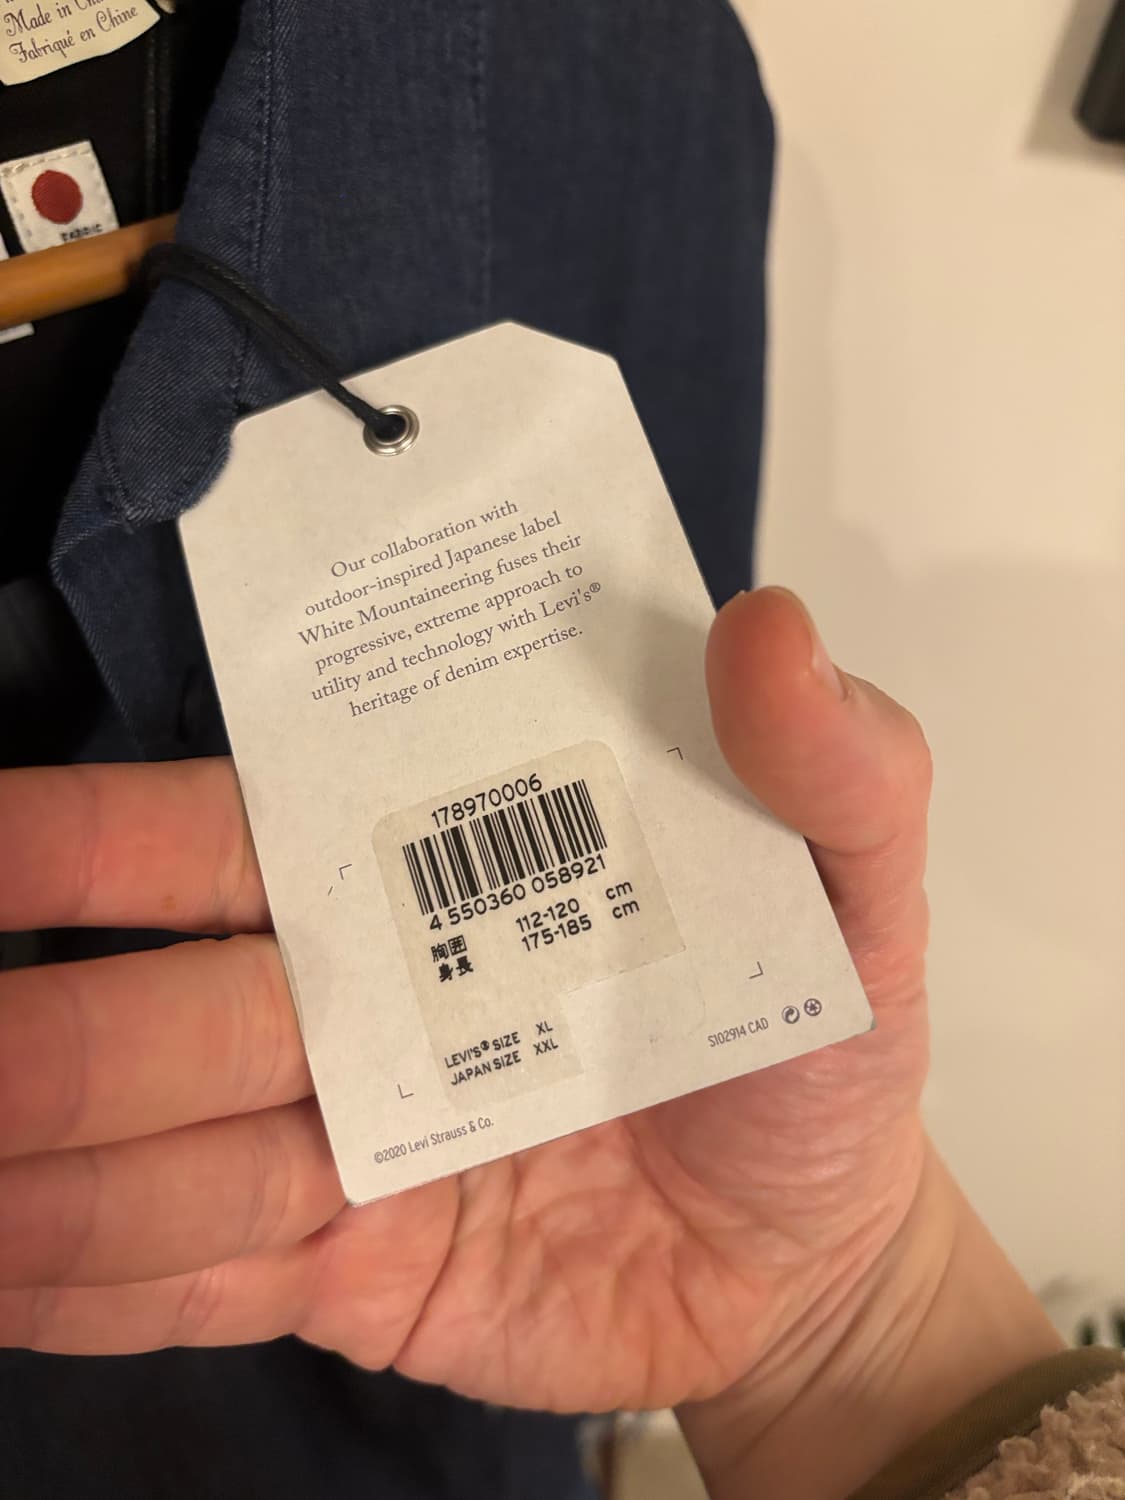 Made in
Fabriqué en Chine
FABRIC
Our collaboration with
outdoor-inspired Japanese label
White Mountaineering fuses their
progressive, extreme approach to
utility and technology with Levi's®
heritage of denim expertise.
178970006
4 550360 058921
胸囲 112-120 cm
身長 175-185 cm
LEVI'S® SIZE XL
JAPAN SIZE XXL
S102914 CAD
©2020 Levi Strauss & Co.